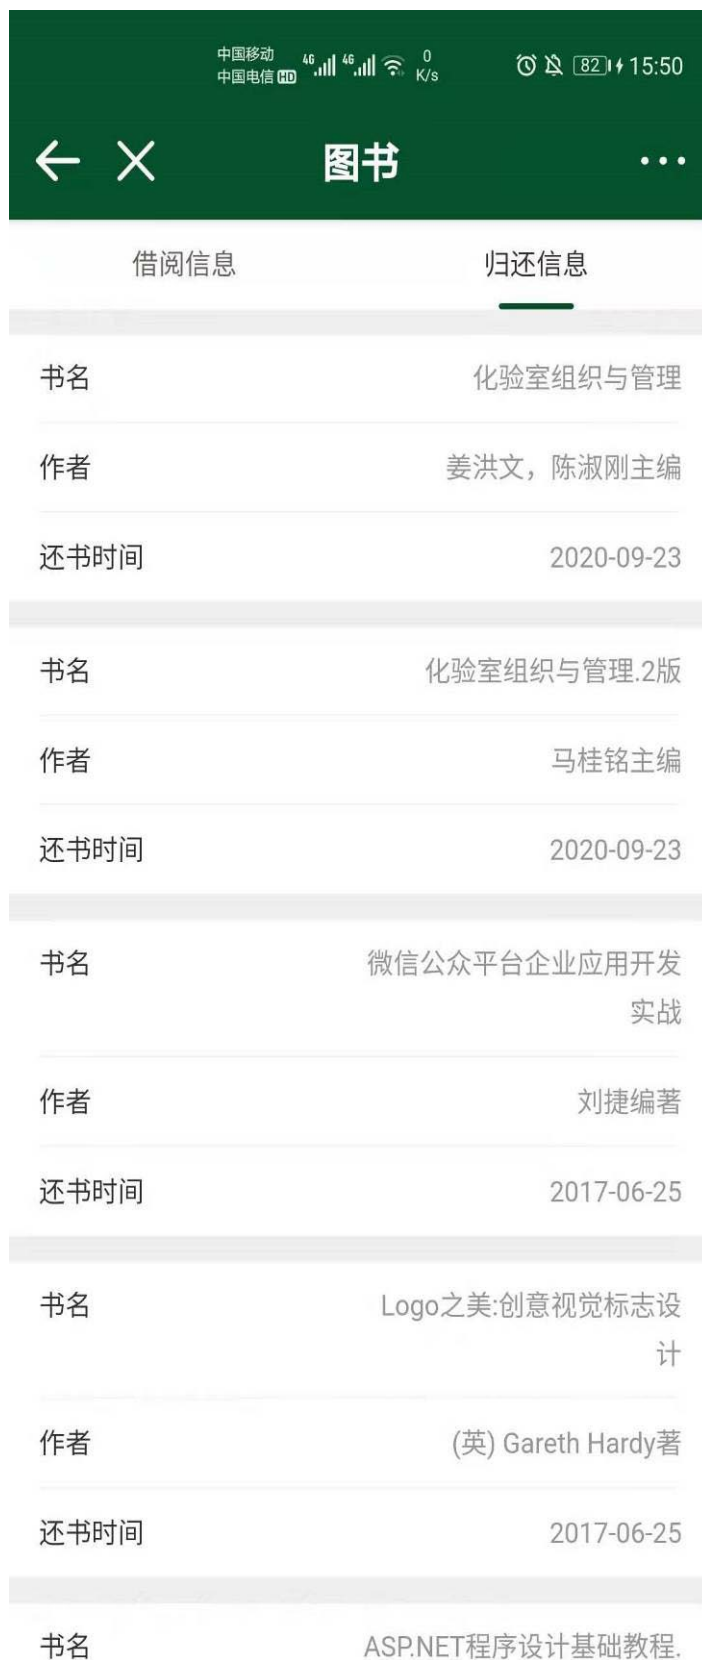 中国移动 4G 4G 0
中国电信 HD K/s 82 15:50
图书
借阅信息 归还信息
书名 化验室组织与管理
作者 姜洪文，陈淑刚主编
还书时间 2020-09-23
书名 化验室组织与管理.2版
作者 马桂铭主编
还书时间 2020-09-23
书名 微信公众平台企业应用开发
实战
作者 刘捷编著
还书时间 2017-06-25
书名 Logo之美:创意视觉标志设
计
作者 (英) Gareth Hardy著
还书时间 2017-06-25
书名 ASP.NET程序设计基础教程.